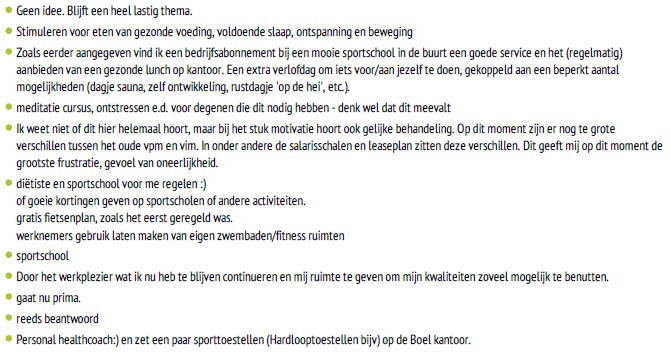 Geen idee. Blijft een heel lastig thema.
Stimuleren voor eten van gezonde voeding, voldoende slaap, ontspanning en beweging
Zoals eerder aangegeven vind ik een bedrijfsabonnement bij een mooie sportschool in de buurt een goede service en het (regelmatig)
aanbieden van een gezonde lunch op kantoor. Een extra verlofdag om iets voor/aan jezelf te doen, gekoppeld aan een beperkt aantal
mogelijkheden (dagje sauna, zelf ontwikkeling, rustdagje 'op de hei', etc.).
meditatie cursus, ontstressen e.d. voor degenen die dit nodig hebben - denk wel dat dit meevalt
Ik weet niet of dit hier helemaal hoort, maar bij het stuk motivatie hoort ook gelijke behandeling. Op dit moment zijn er nog te grote
verschillen tussen het oude vpm en vim. In onder andere de salarisschalen en leaseplan zitten deze verschillen. Dit geeft mij op dit moment de
grootste frustratie, gevoel van oneerlijkheid.
diëtiste en sportschool voor me regelen :)
of goeie kortingen geven op sportscholen of andere activiteiten.
gratis fietsenplan, zoals het eerst geregeld was.
werknemers gebruik laten maken van eigen zwembaden/fitness ruimten
sportschool
Door het werkplezier wat ik nu heb te blijven continueren en mij ruimte te geven om mijn kwaliteiten zoveel mogelijk te benutten.
gaat nu prima.
reeds beantwoord
Personal healthcoach:) en zet een paar sporttoestellen (Hardlooptoestellen bijv) op de Boel kantoor.